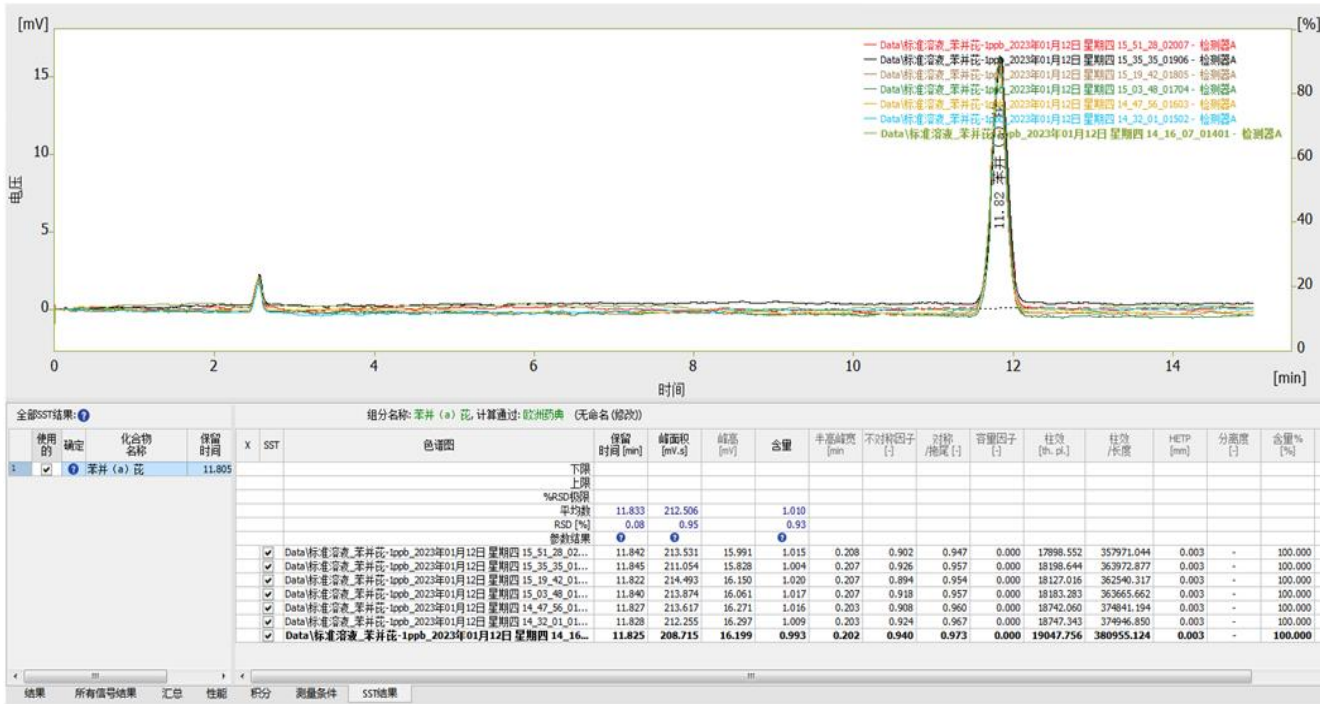 [mV]
[%]
Data\标准溶液_苯并芘-1ppb_2023年01月12日 星期四 15_51_28_02007 - 检测器A
Data\标准溶液_苯并芘-1ppb_2023年01月12日 星期四 15_35_35_01906 - 检测器A
Data\标准溶液_苯并芘-1ppb_2023年01月12日 星期四 15_19_42_01805 - 检测器A
Data\标准溶液_苯并芘-1ppb_2023年01月12日 星期四 15_03_48_01704 - 检测器A
Data\标准溶液_苯并芘-1ppb_2023年01月12日 星期四 14_47_56_01603 - 检测器A
Data\标准溶液_苯并芘-1ppb_2023年01月12日 星期四 14_32_01_01502 - 检测器A
Data\标准溶液_苯并芘-1ppb_2023年01月12日 星期四 14_16_07_01401 - 检测器A
15
10
5
0
电压
80
60
40
20
0
11.82 苯并
0 2 4 6 8 10 12 14
[min]
时间
全部SST结果:
组分名称: 苯并 (a) 芘, 计算通过: 欧洲药典 (无命名(修改))
使用的 确定 化合物名称 保留时间
1 苯并 (a) 芘 11.805
X SST 色谱图 保留时间 [min] 峰面积 [mV.s] 峰高 [mV] 含量 半高峰宽 [min] 不对称因子 [-] 对称/拖尾 [-] 容量因子 [-] 柱效 [th. pl.] 柱效/长度 HETP [mm] 分离度 [-] 含量% [%]
下限
上限
%RSD极限
平均数 11.833 212.506 1.010
RSD [%] 0.08 0.95 0.93
参数结果
Data\标准溶液_苯并芘-1ppb_2023年01月12日 星期四 15_51_28_02... 11.842 213.531 15.991 1.015 0.208 0.902 0.947 0.000 17898.552 357971.044 0.003 - 100.000
Data\标准溶液_苯并芘-1ppb_2023年01月12日 星期四 15_35_35_01... 11.845 211.054 15.828 1.004 0.207 0.926 0.957 0.000 18198.644 363972.877 0.003 - 100.000
Data\标准溶液_苯并芘-1ppb_2023年01月12日 星期四 15_19_42_01... 11.822 214.493 16.150 1.020 0.207 0.894 0.954 0.000 18127.016 362540.317 0.003 - 100.000
Data\标准溶液_苯并芘-1ppb_2023年01月12日 星期四 15_03_48_01... 11.840 213.874 16.061 1.017 0.207 0.918 0.957 0.000 18183.283 363665.662 0.003 - 100.000
Data\标准溶液_苯并芘-1ppb_2023年01月12日 星期四 14_47_56_01... 11.827 213.617 16.271 1.016 0.203 0.908 0.960 0.000 18742.060 374841.194 0.003 - 100.000
Data\标准溶液_苯并芘-1ppb_2023年01月12日 星期四 14_32_01_01... 11.828 212.255 16.297 1.009 0.203 0.924 0.967 0.000 18747.343 374946.850 0.003 - 100.000
Data\标准溶液_苯并芘-1ppb_2023年01月12日 星期四 14_16... 11.825 208.715 16.199 0.993 0.202 0.940 0.973 0.000 19047.756 380955.124 0.003 - 100.000
结果 所有信号结果 汇总 性能 积分 测量条件 SST结果